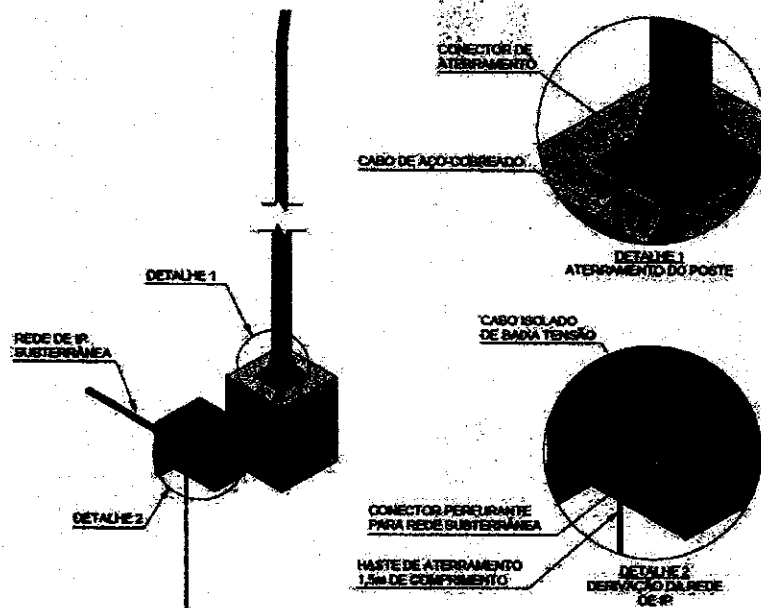 CONECTOR DE
ATERRAMENTO
CABO DE AÇO-COBREADO
DETALHE 1
ATERRAMENTO DO POSTE
DETALHE 1
REDE DE IP
SUBTERRÂNEA
CABO ISOLADO
DE BAIXA TENSÃO
DETALHE 2
CONECTOR PERFURANTE
PARA REDE SUBTERRÂNEA
HASTE DE ATERRAMENTO
1,5m DE COMPRIMENTO
DETALHE 2
DERIVAÇÃO DA REDE
DE IP